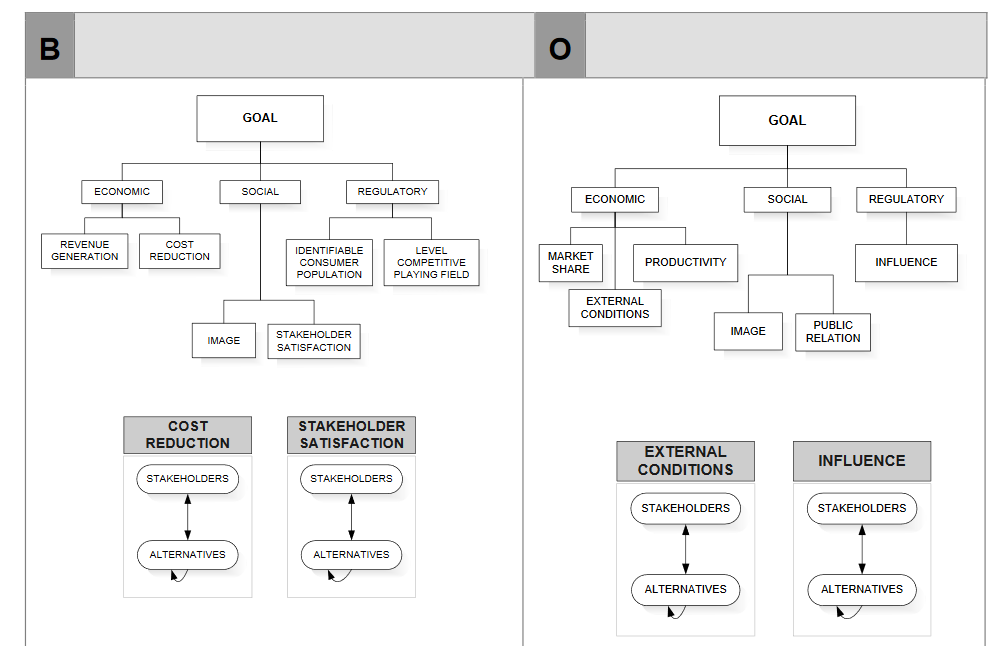 B
GOAL
ECONOMIC
SOCIAL
REGULATORY
REVENUE
GENERATION
COST
REDUCTION
IDENTIFIABLE
CONSUMER
POPULATION
LEVEL
COMPETITIVE
PLAYING FIELD
IMAGE
STAKEHOLDER
SATISFACTION
COST
REDUCTION
STAKEHOLDERS
ALTERNATIVES
STAKEHOLDER
SATISFACTION
STAKEHOLDERS
ALTERNATIVES
O
GOAL
ECONOMIC
SOCIAL
REGULATORY
MARKET
SHARE
PRODUCTIVITY
INFLUENCE
EXTERNAL
CONDITIONS
IMAGE
PUBLIC
RELATION
EXTERNAL
CONDITIONS
STAKEHOLDERS
ALTERNATIVES
INFLUENCE
STAKEHOLDERS
ALTERNATIVES